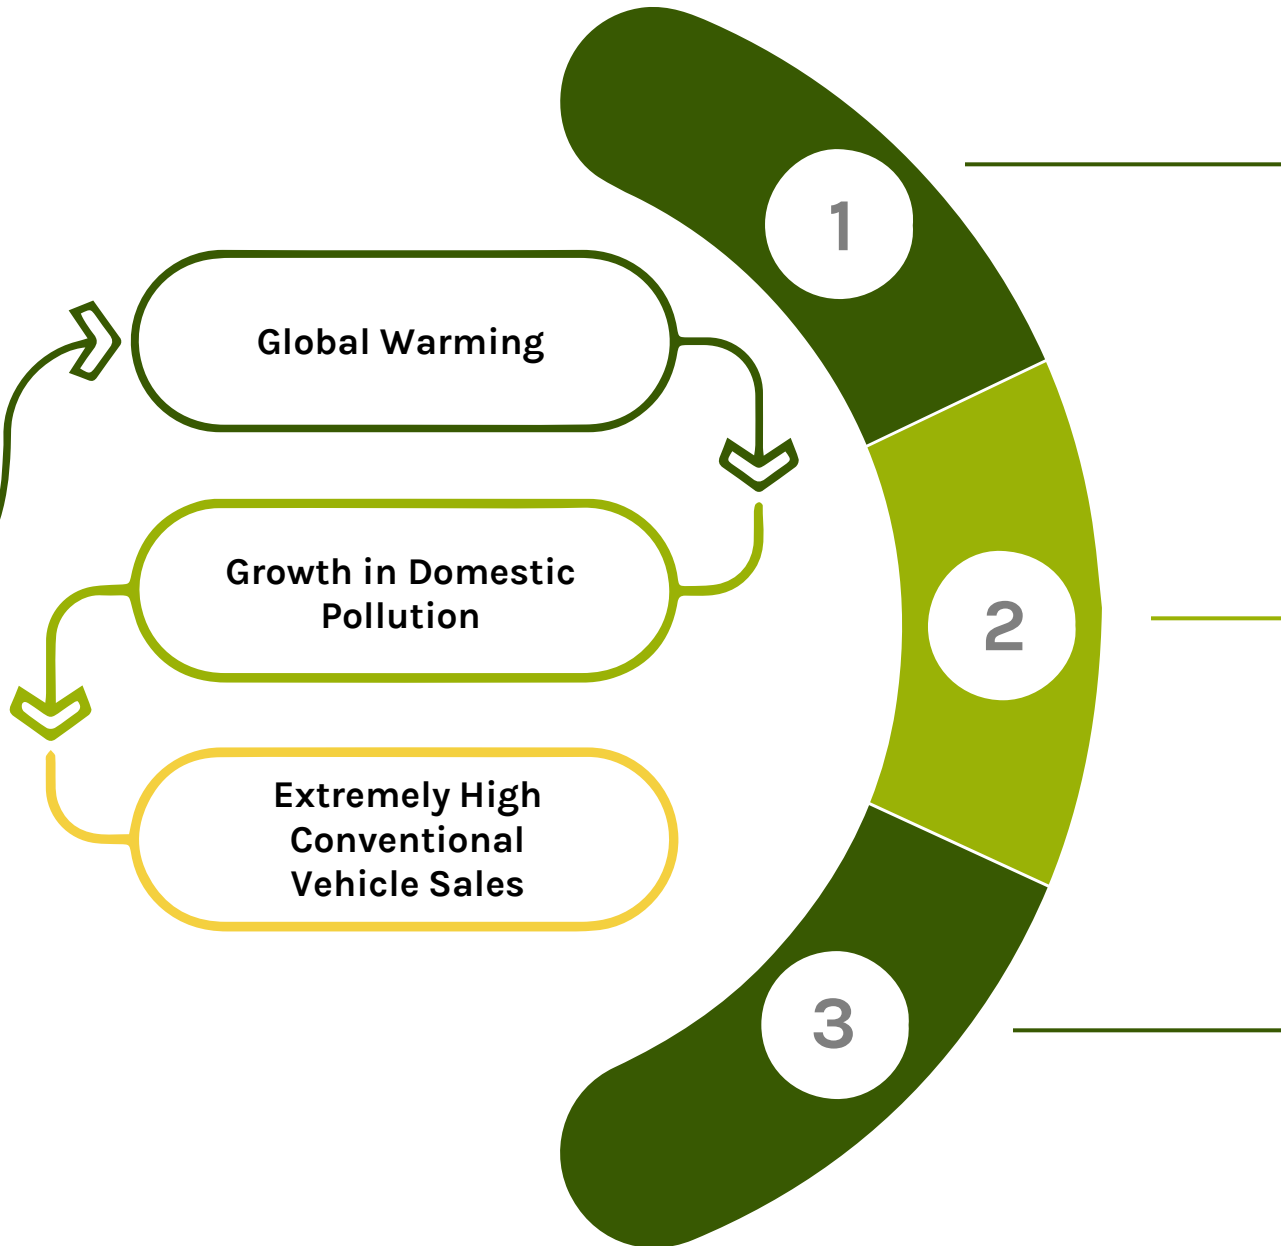 Global Warming
Growth in Domestic
Pollution
Extremely High
Conventional
Vehicle Sales
1
2
3